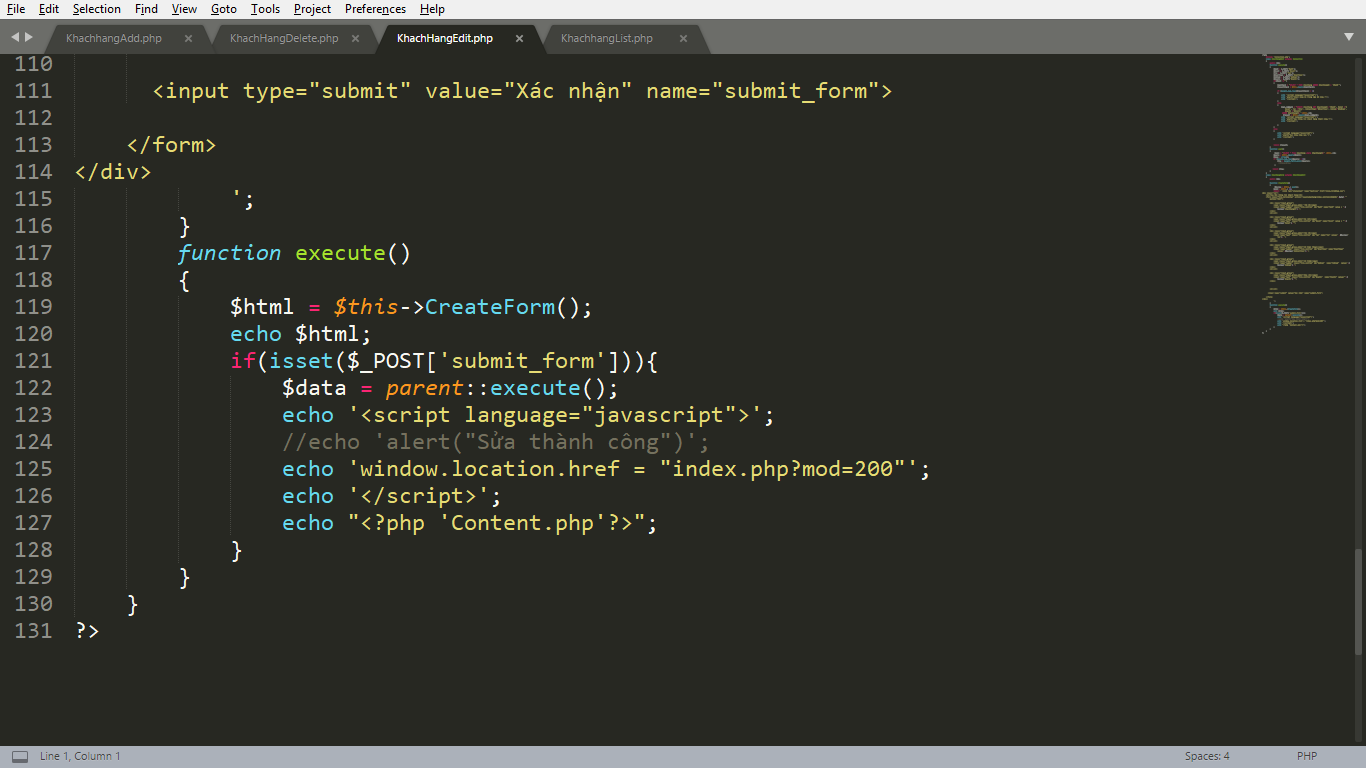 File Edit Selection Find View Goto Tools Project Preferences Help
KhachhangAdd.php × KhachHangDelete.php × KhachHangEdit.php × KhachhangList.php ×
110
111 <input type="submit" value="Xác nhận" name="submit_form">
112
113 </form>
114 </div>
115 ';
116 }
117 function execute()
118 {
119 $html = $this->CreateForm();
120 echo $html;
121 if(isset($_POST['submit_form'])){
122 $data = parent::execute();
123 echo '<script language="javascript">';
124 //echo 'alert("Sửa thành công")';
125 echo 'window.location.href = "index.php?mod=200"';
126 echo '</script>';
127 echo "<?php 'Content.php'?>";
128 }
129 }
130 }
131 ?>
Line 1, Column 1 Spaces: 4 PHP